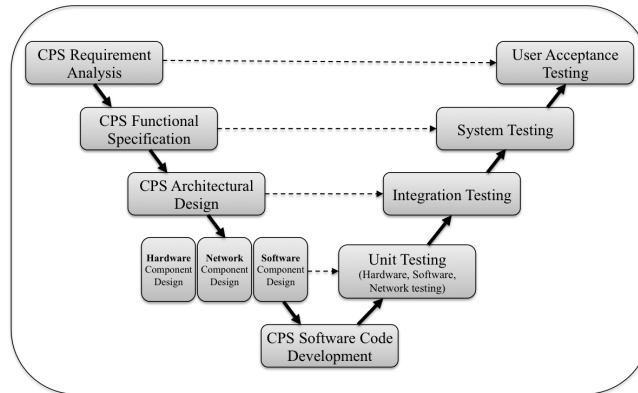 CPS Requirement
Analysis
User Acceptance
Testing
CPS Functional
Specification
System Testing
CPS Architectural
Design
Integration Testing
Hardware
Component
Design
Network
Component
Design
Software
Component
Design
Unit Testing
(Hardware, Software,
Network testing)
CPS Software Code
Development